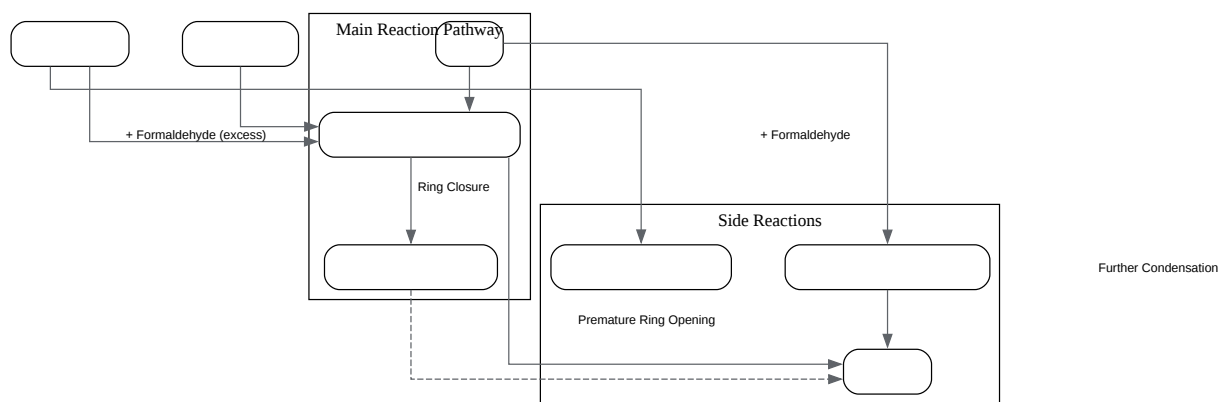 Main Reaction Pathway
+ Formaldehyde (excess)
+ Formaldehyde
Ring Closure
Side Reactions
Further Condensation
Premature Ring Opening